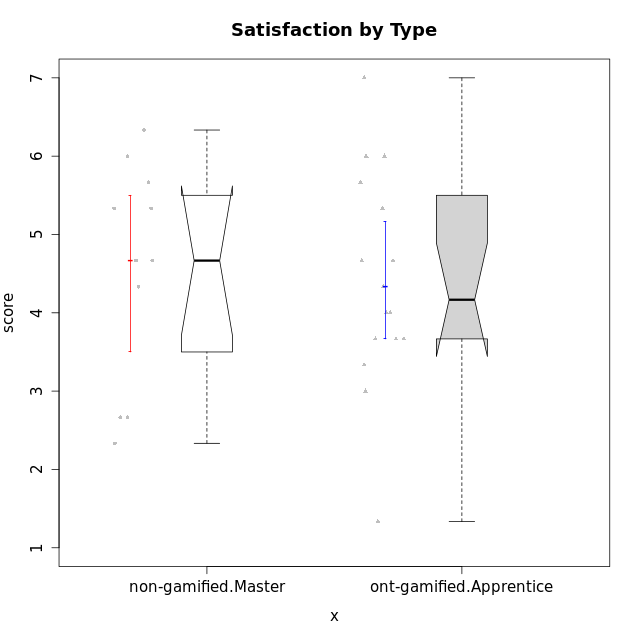 Satisfaction by Type
score
7
6
5
4
3
2
1
non-gamified.Master ont-gamified.Apprentice
x